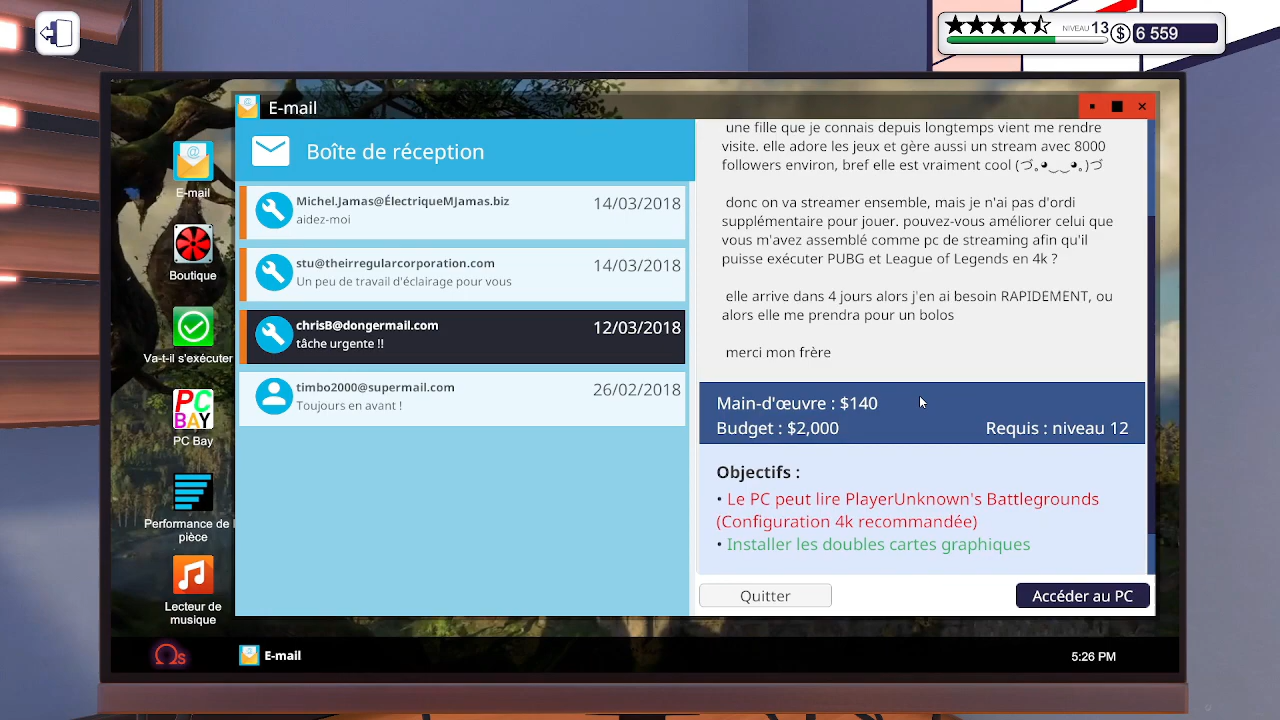 NIVEAU 13
$ 6 559
E-mail
Boîte de réception
Michel.Jamas@ÉlectriqueMJamas.biz 14/03/2018
aidez-moi
stu@theirregularcorporation.com 14/03/2018
Un peu de travail d'éclairage pour vous
chrisB@dongermail.com 12/03/2018
tâche urgente !!
timbo2000@supermail.com 26/02/2018
Toujours en avant !
une fille que je connais depuis longtemps vient me rendre
visite. elle adore les jeux et gère aussi un stream avec 8000
followers environ, bref elle est vraiment cool (づ｡◕‿‿◕｡)づ
donc on va streamer ensemble, mais je n'ai pas d'ordi
supplémentaire pour jouer. pouvez-vous améliorer celui que
vous m'avez assemblé comme pc de streaming afin qu'il
puisse exécuter PUBG et League of Legends en 4k ?
elle arrive dans 4 jours alors j'en ai besoin RAPIDEMENT, ou
alors elle me prendra pour un bolos
merci mon frère
Main-d'œuvre : $140
Budget : $2,000 Requis : niveau 12
Objectifs :
• Le PC peut lire PlayerUnknown's Battlegrounds
(Configuration 4k recommandée)
• Installer les doubles cartes graphiques
Quitter Accéder au PC
E-mail
Boutique
Va-t-il s'exécuter
PC
BAY
PC Bay
Performance de l
pièce
Lecteur de
musique
Ωs E-mail 5:26 PM